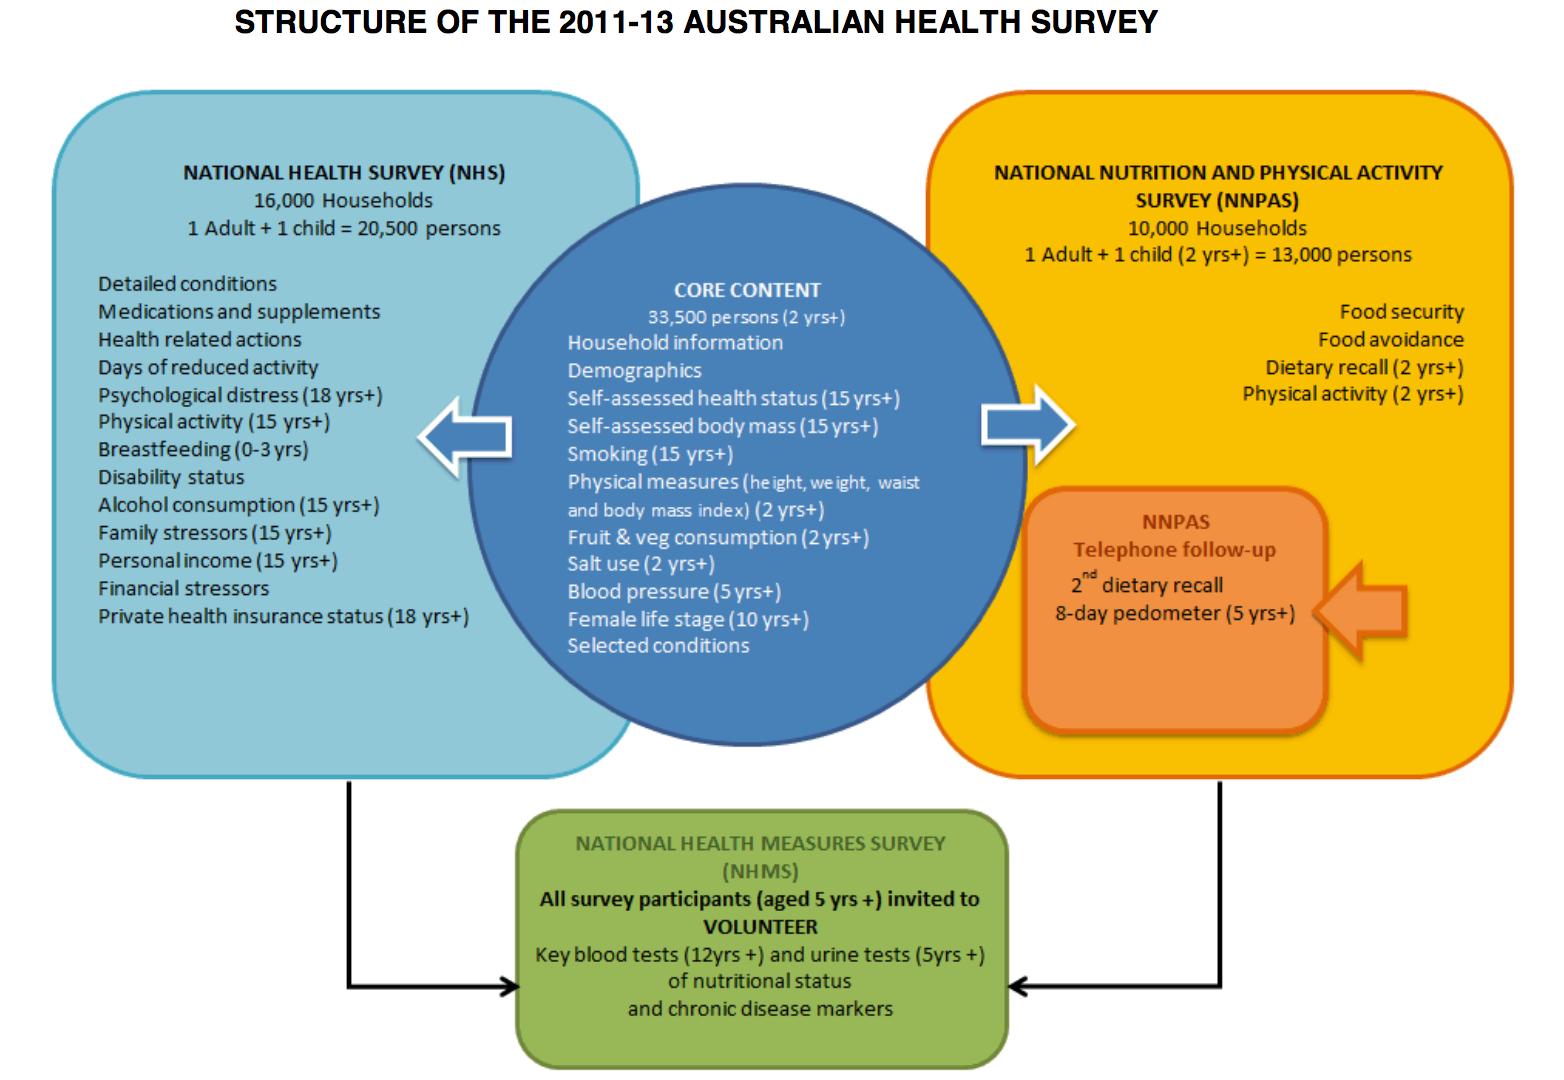 STRUCTURE OF THE 2011-13 AUSTRALIAN HEALTH SURVEY
NATIONAL HEALTH SURVEY (NHS)
16,000 Households
1 Adult + 1 child = 20,500 persons
Detailed conditions
Medications and supplements
Health related actions
Days of reduced activity
Psychological distress (18 yrs+)
Physical activity (15 yrs+)
Breastfeeding (0-3 yrs)
Disability status
Alcohol consumption (15 yrs+)
Family stressors (15 yrs+)
Personal income (15 yrs+)
Financial stressors
Private health insurance status (18 yrs+)
CORE CONTENT
33,500 persons (2 yrs+)
Household information
Demographics
Self-assessed health status (15 yrs+)
Self-assessed body mass (15 yrs+)
Smoking (15 yrs+)
Physical measures (height, weight, waist
and body mass index) (2 yrs+)
Fruit & veg consumption (2 yrs+)
Salt use (2 yrs+)
Blood pressure (5 yrs+)
Female life stage (10 yrs+)
Selected conditions
NATIONAL NUTRITION AND PHYSICAL ACTIVITY
SURVEY (NNPAS)
10,000 Households
1 Adult + 1 child (2 yrs+) = 13,000 persons
Food security
Food avoidance
Dietary recall (2 yrs+)
Physical activity (2 yrs+)
NNPAS
Telephone follow-up
2nd dietary recall
8-day pedometer (5 yrs+)
NATIONAL HEALTH MEASURES SURVEY
(NHMS)
All survey participants (aged 5 yrs +) invited to
VOLUNTEER
Key blood tests (12yrs +) and urine tests (5yrs +)
of nutritional status
and chronic disease markers